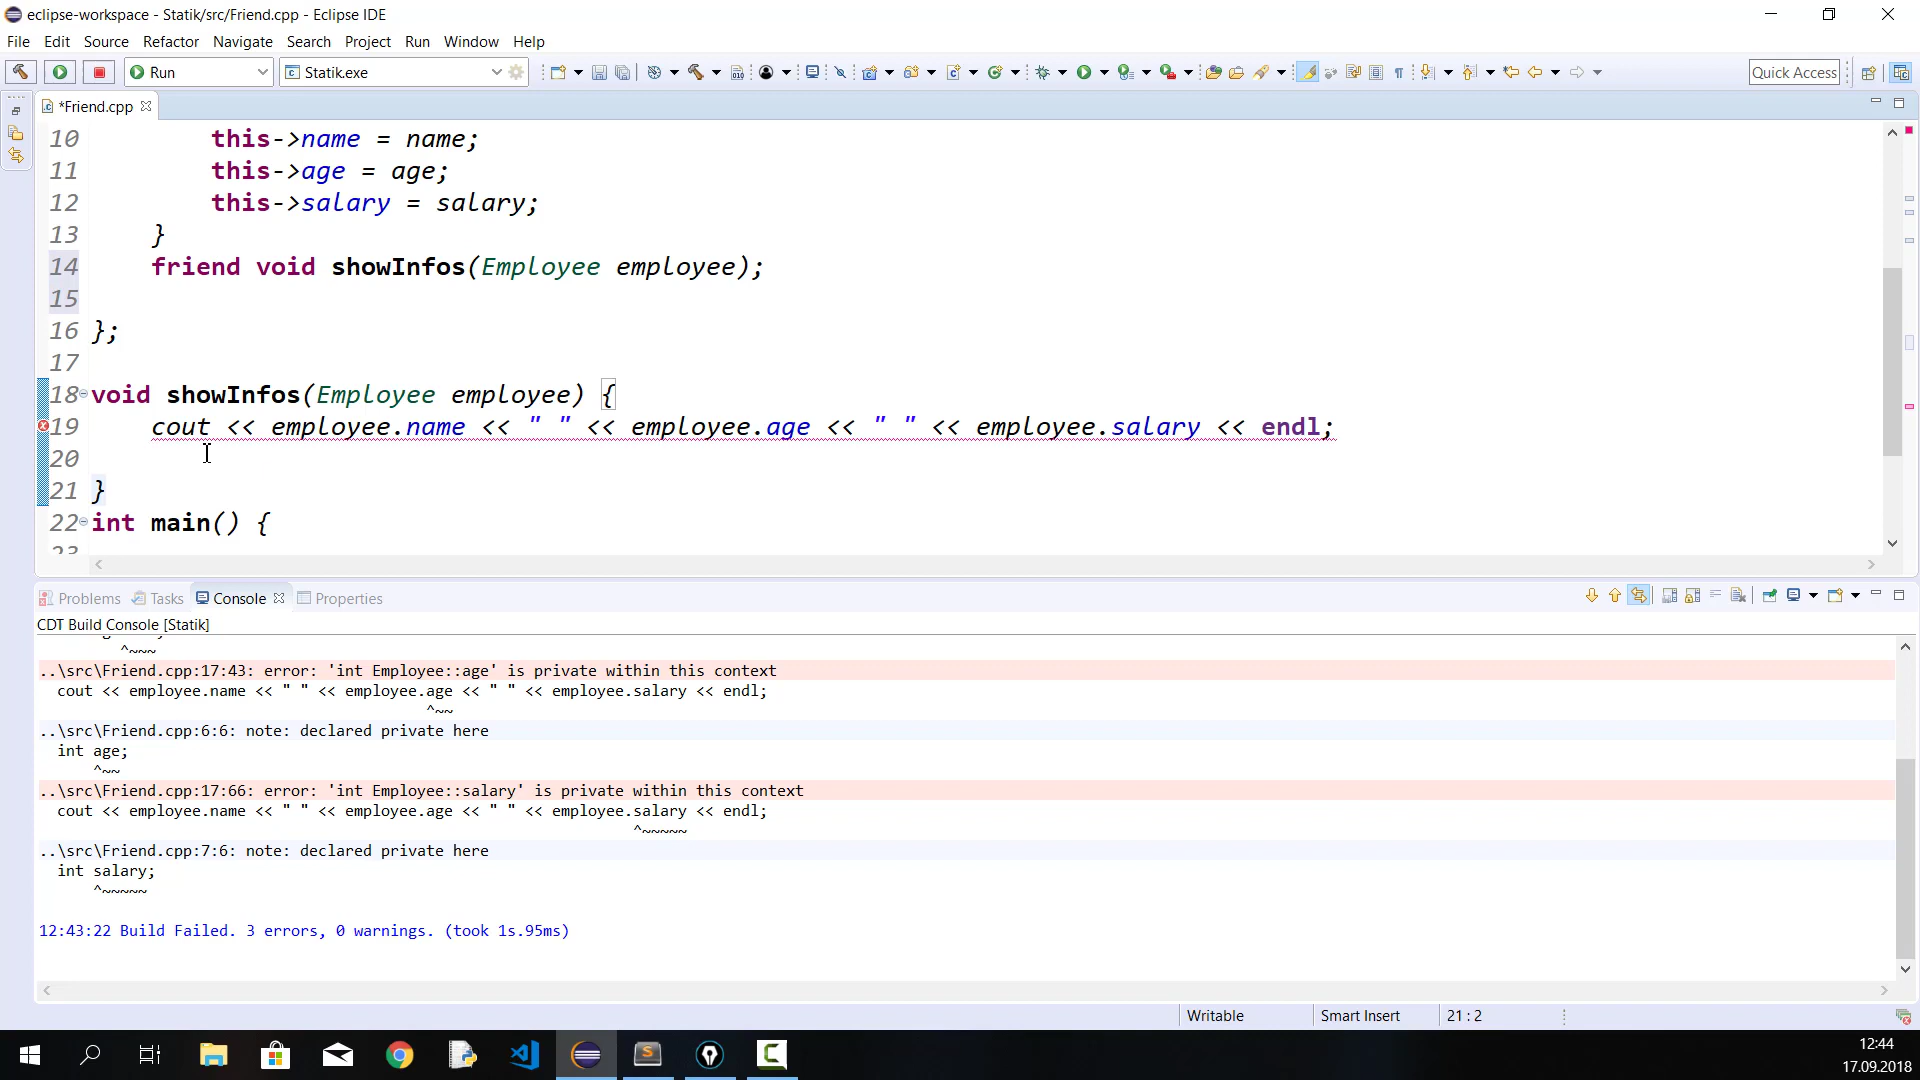 eclipse-workspace - Statik/src/Friend.cpp - Eclipse IDE
File Edit Source Refactor Navigate Search Project Run Window Help
Run Statik.exe Quick Access
*Friend.cpp
10 this->name = name;
11 this->age = age;
12 this->salary = salary;
13 }
14 friend void showInfos(Employee employee);
15
16 };
17
18 void showInfos(Employee employee) {
19 cout << employee.name << " " << employee.age << " " << employee.salary << endl;
20
21 }
22 int main() {
23
Problems Tasks Console Properties
CDT Build Console [Statik]
^~~~
..\src\Friend.cpp:17:43: error: 'int Employee::age' is private within this context
cout << employee.name << " " << employee.age << " " << employee.salary << endl;
^~~
..\src\Friend.cpp:6:6: note: declared private here
int age;
^~~
..\src\Friend.cpp:17:66: error: 'int Employee::salary' is private within this context
cout << employee.name << " " << employee.age << " " << employee.salary << endl;
^~~~~~
..\src\Friend.cpp:7:6: note: declared private here
int salary;
^~~~~~
12:43:22 Build Failed. 3 errors, 0 warnings. (took 1s.95ms)
Writable Smart Insert 21 : 2
12:44
17.09.2018